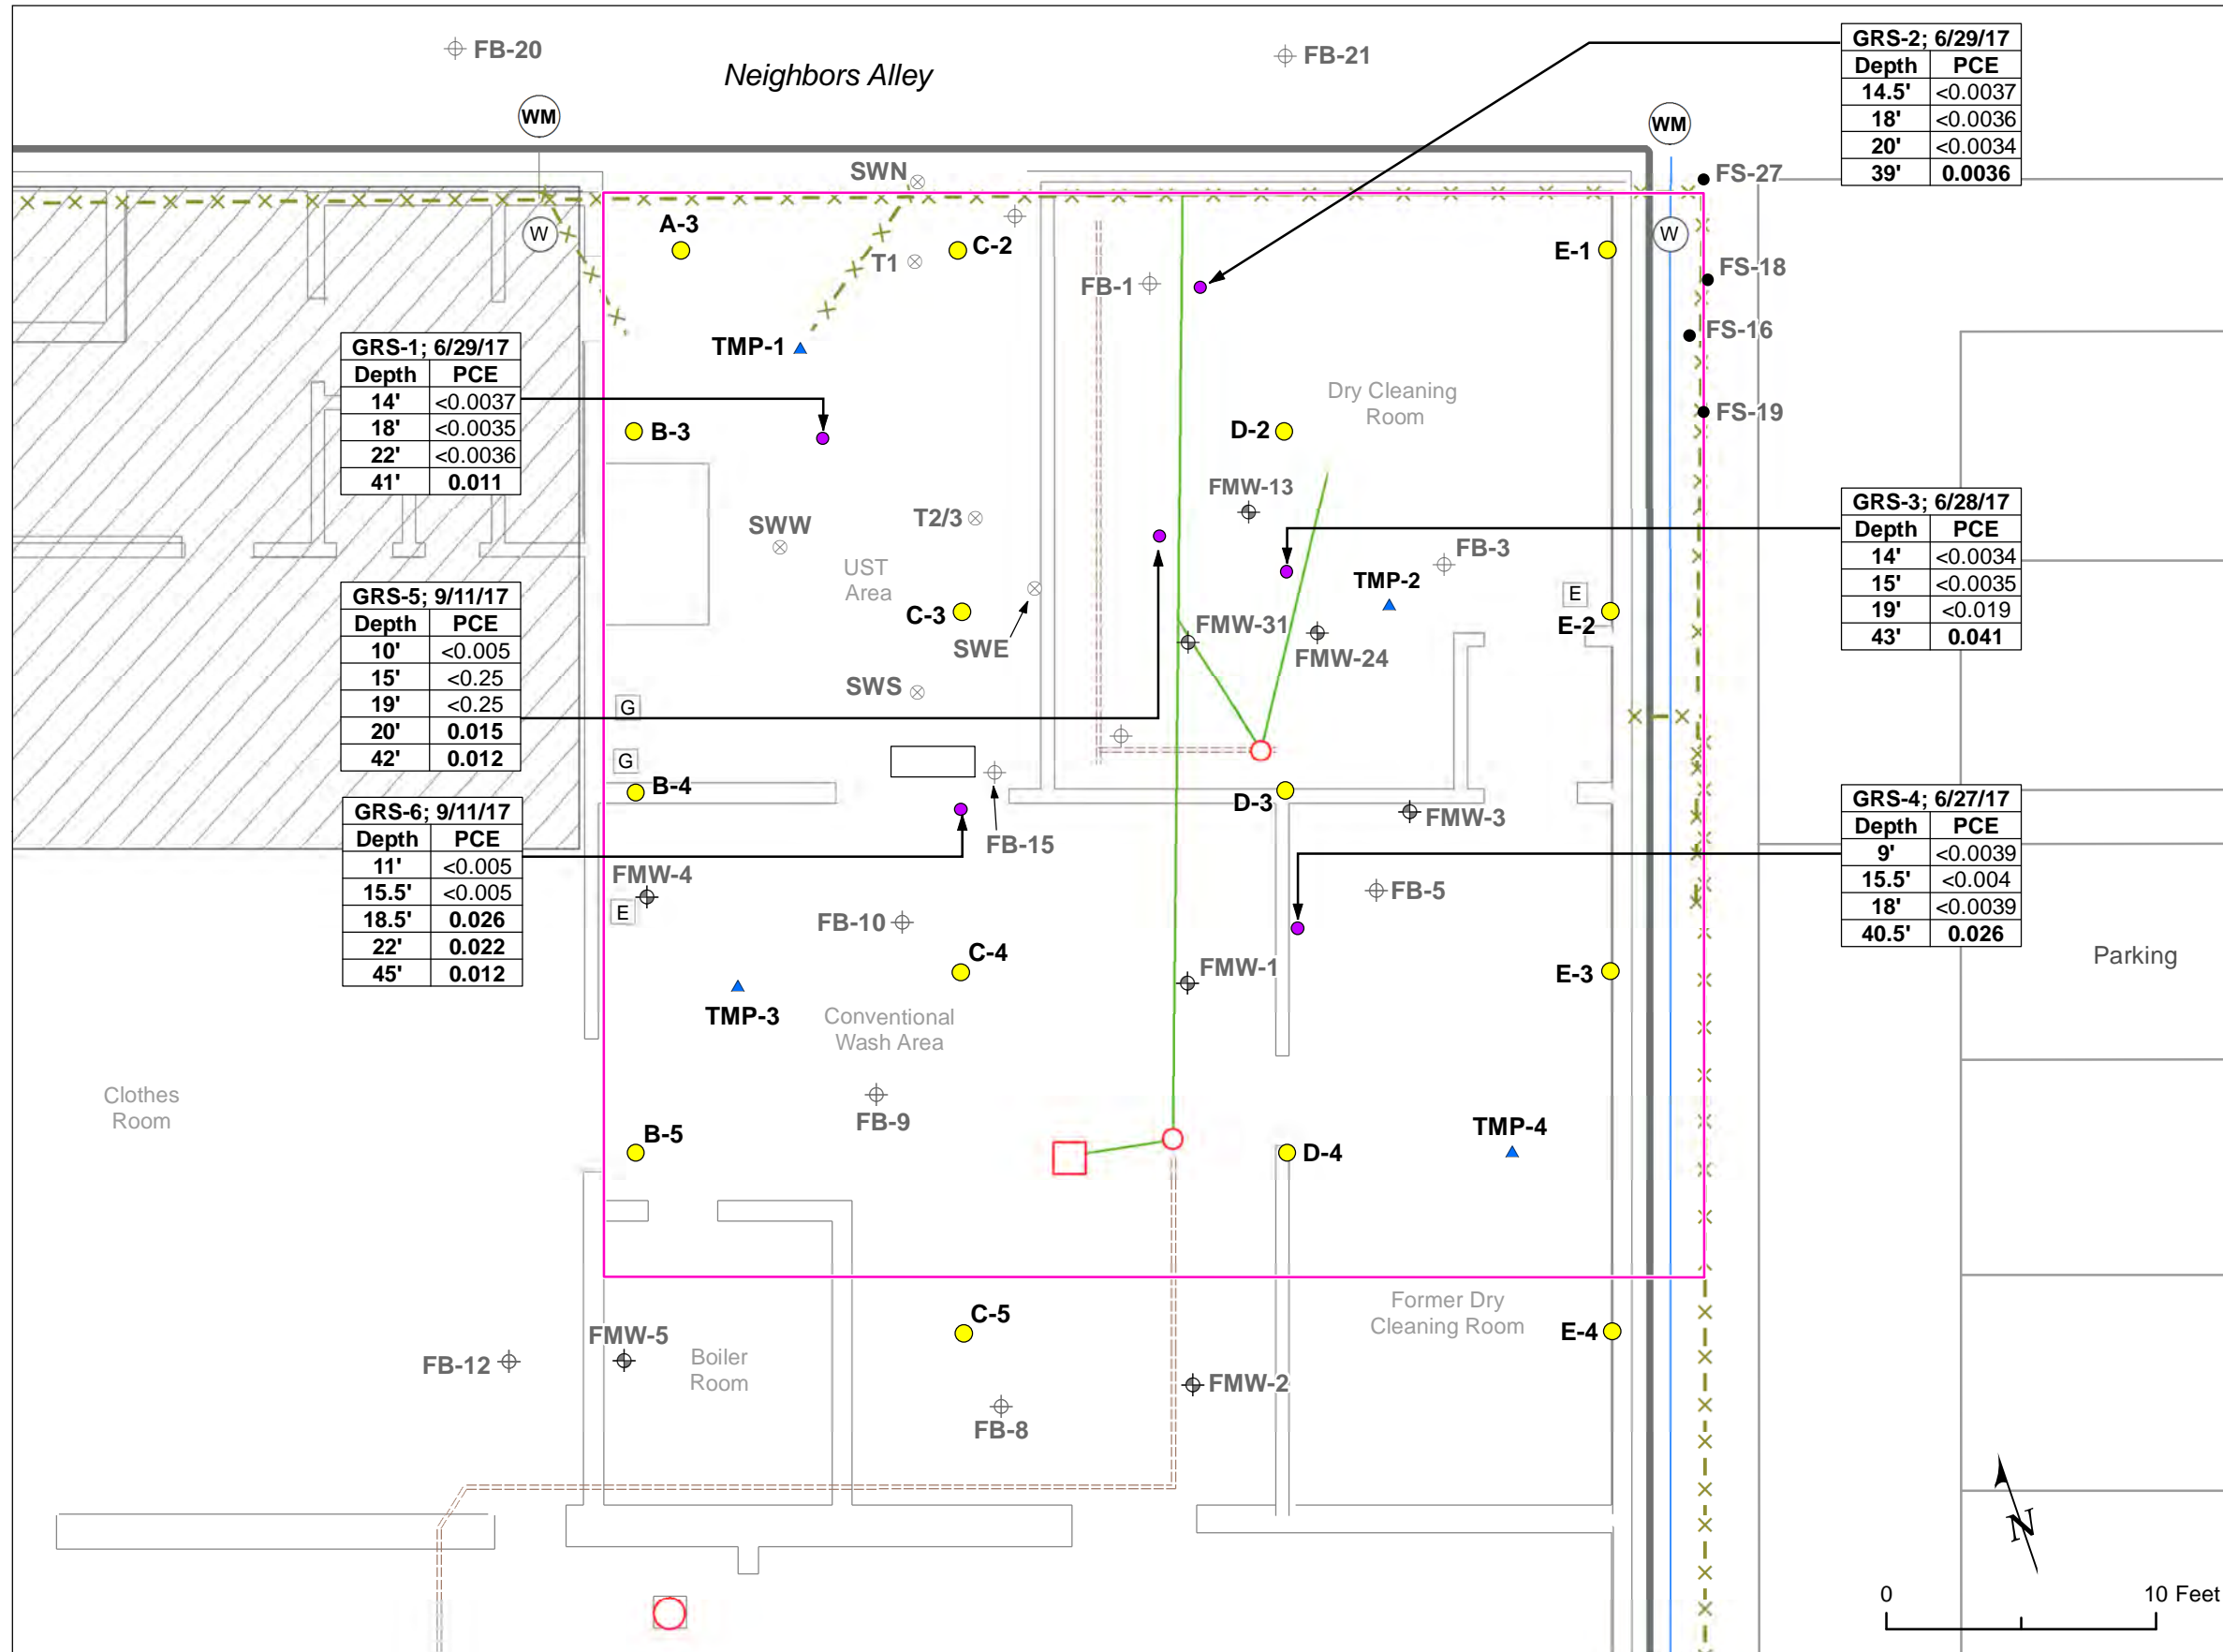 FB-20
Neighbors Alley
FB-21
WM
WM
GRS-2; 6/29/17
Depth PCE
14.5' <0.0037
18' <0.0036
20' <0.0034
39' 0.0036
SWN
FS-27
A-3
C-2
E-1
W
W
T1
FB-1
FS-18
FS-16
TMP-1
GRS-1; 6/29/17
Depth PCE
14' <0.0037
18' <0.0035
22' <0.0036
41' 0.011
Dry Cleaning
Room
FS-19
B-3
D-2
FMW-13
SWW
T2/3
FB-3
GRS-3; 6/28/17
Depth PCE
14' <0.0034
15' <0.0035
19' <0.019
43' 0.041
UST
Area
TMP-2
E
GRS-5; 9/11/17
Depth PCE
10' <0.005
15' <0.25
19' <0.25
20' 0.015
42' 0.012
C-3
E-2
SWE
FMW-31
FMW-24
SWS
G
G
B-4
D-3
FMW-3
GRS-6; 9/11/17
Depth PCE
11' <0.005
15.5' <0.005
18.5' 0.026
22' 0.022
45' 0.012
FB-15
GRS-4; 6/27/17
Depth PCE
9' <0.0039
15.5' <0.004
18' <0.0039
40.5' 0.026
FMW-4
E
FB-10
FB-5
C-4
FMW-1
E-3
Parking
TMP-3
Conventional
Wash Area
Clothes
Room
FB-9
B-5
D-4
TMP-4
C-5
Former Dry
Cleaning Room
E-4
FMW-5
FB-12
Boiler
Room
FMW-2
FB-8
N
0 10 Feet